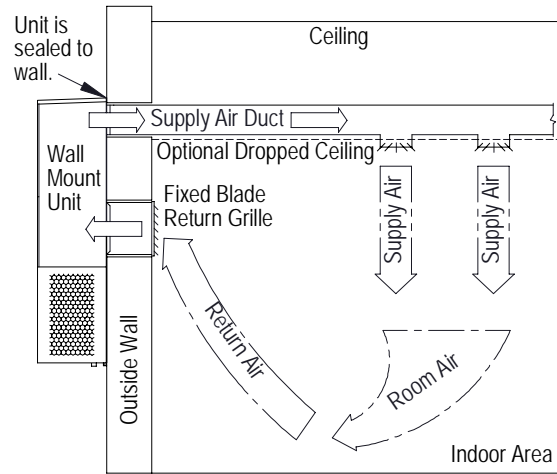 Unit is
sealed to
wall.
Ceiling
Supply Air Duct
Optional Dropped Ceiling
Wall
Mount
Unit
Fixed Blade
Return Grille
Supply Air
Supply Air
Return Air
Room Air
Outside Wall
Indoor Area